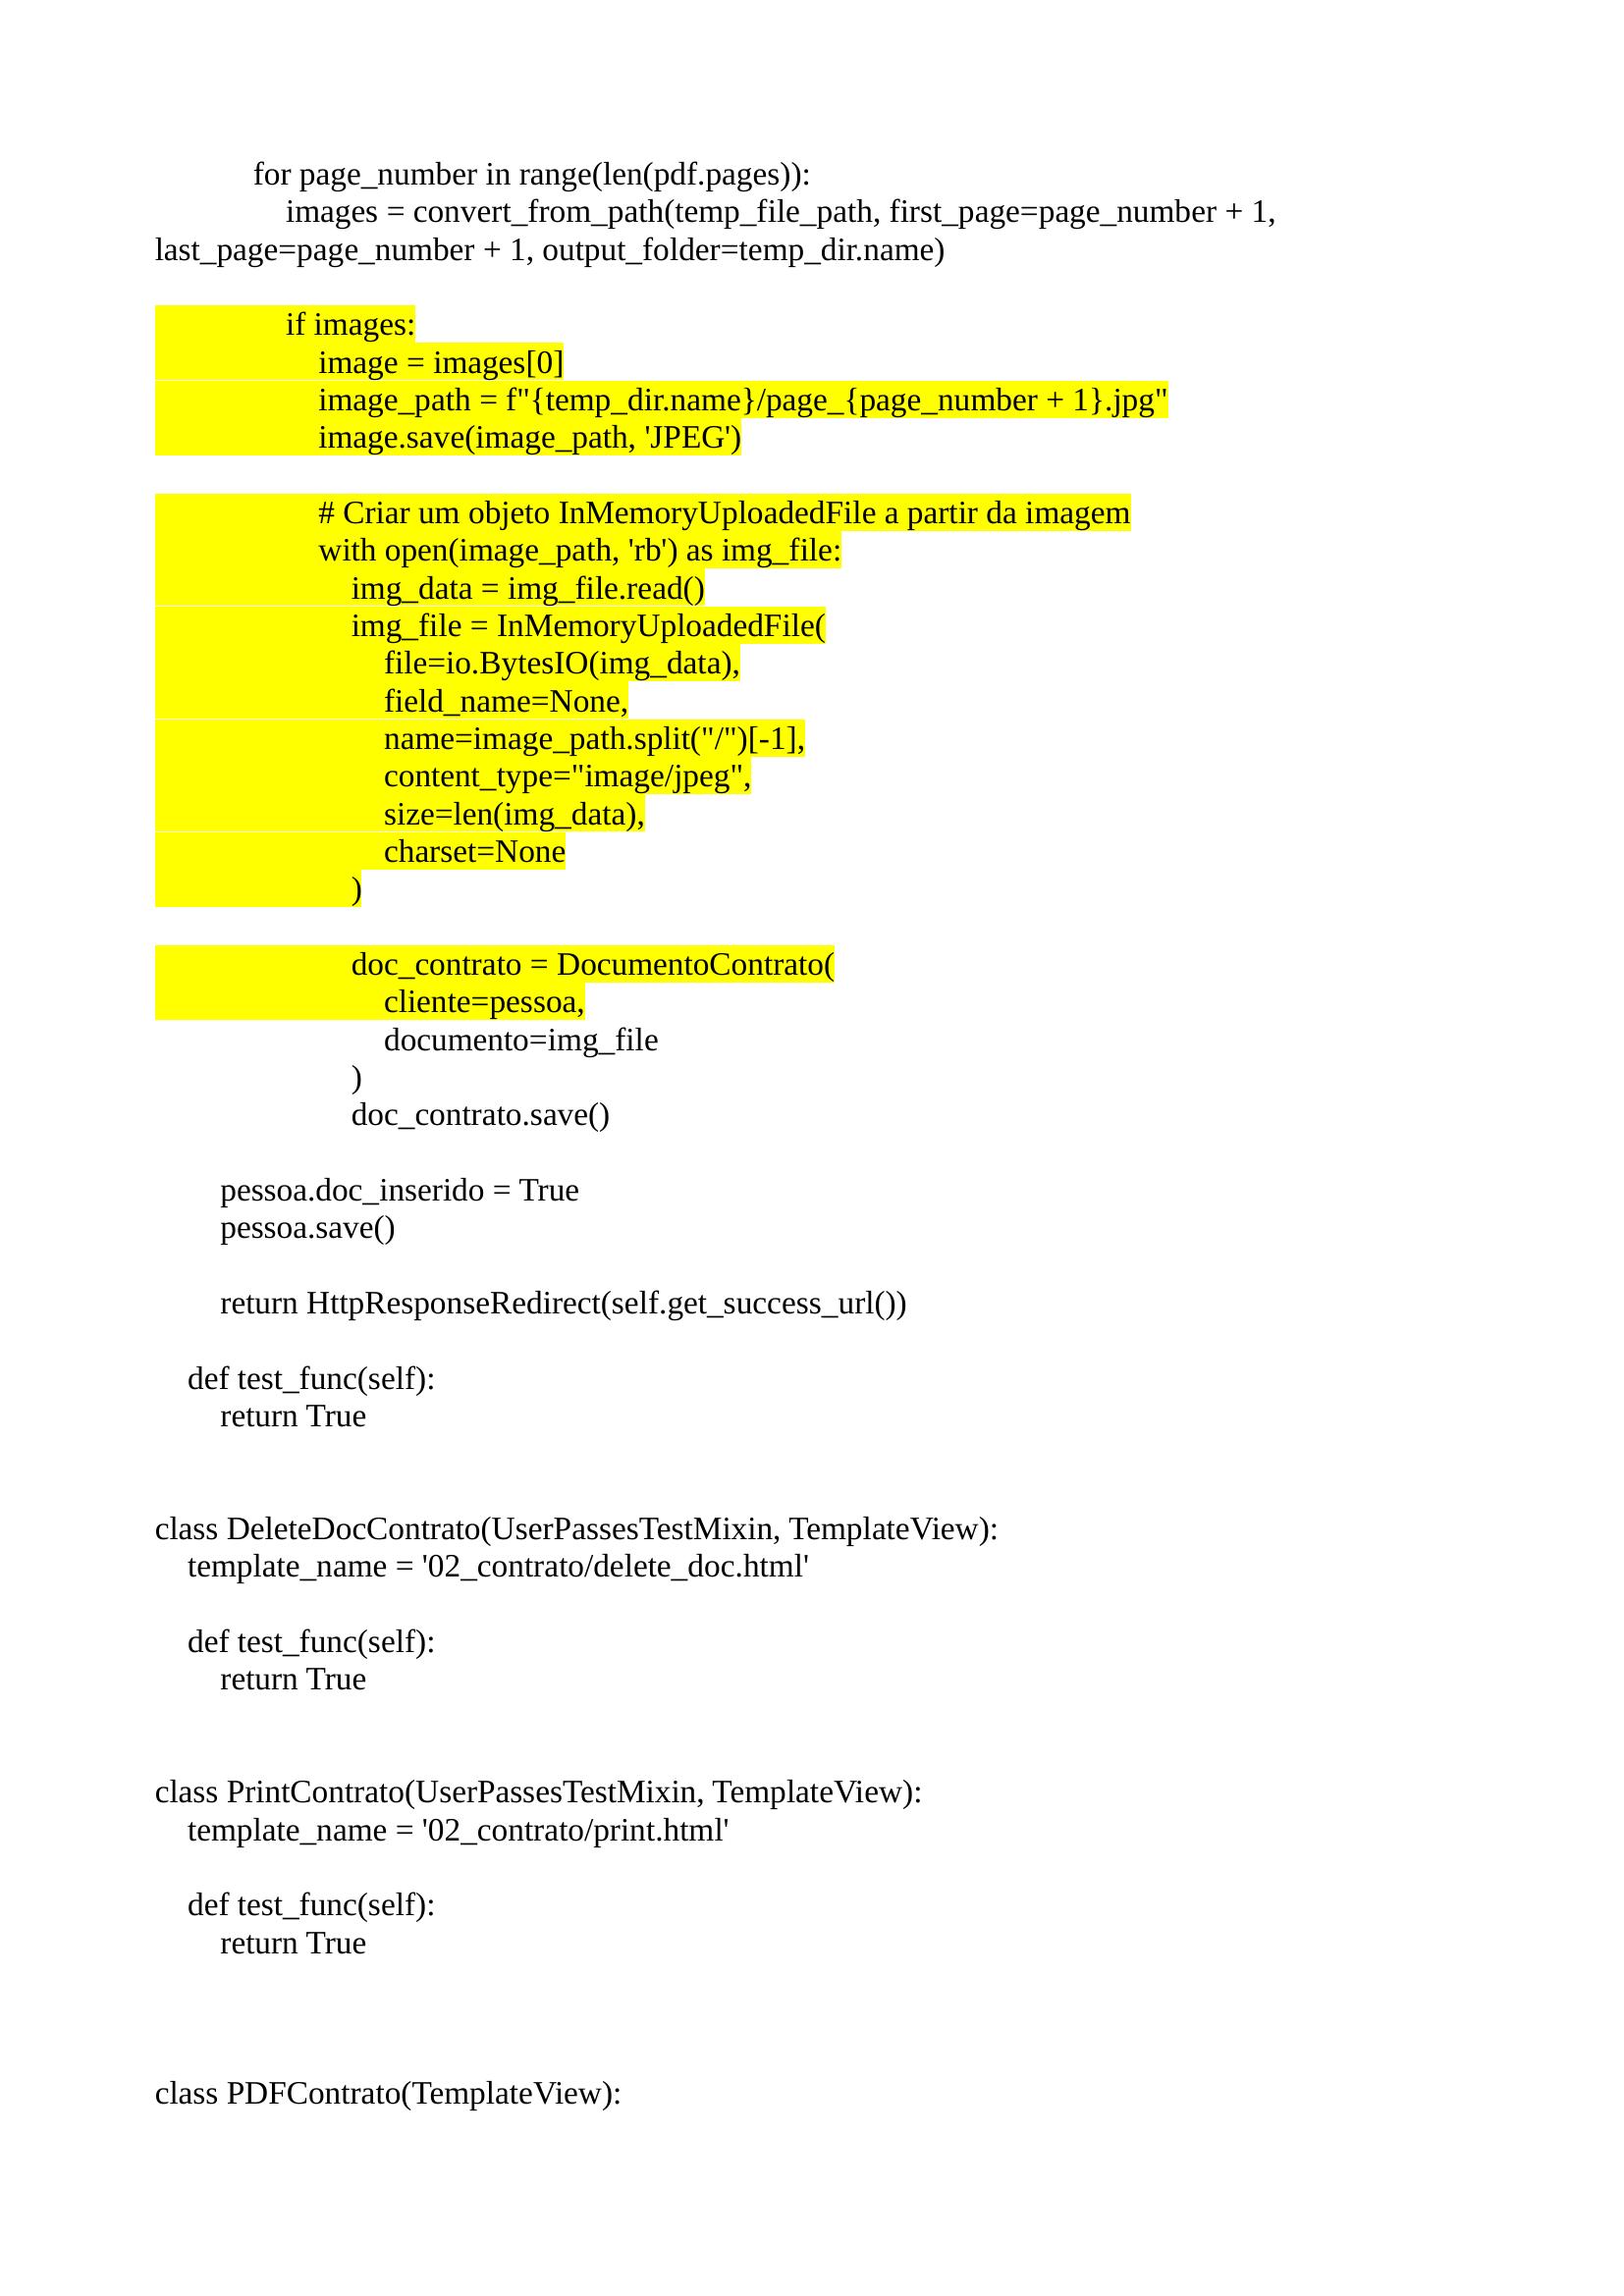 for page_number in range(len(pdf.pages)):
images = convert_from_path(temp_file_path, first_page=page_number + 1,
last_page=page_number + 1, output_folder=temp_dir.name)
if images:
image = images[0]
image_path = f"{temp_dir.name}/page_{page_number + 1}.jpg"
image.save(image_path, 'JPEG')
# Criar um objeto InMemoryUploadedFile a partir da imagem
with open(image_path, 'rb') as img_file:
img_data = img_file.read()
img_file = InMemoryUploadedFile(
file=io.BytesIO(img_data),
field_name=None,
name=image_path.split("/")[-1],
content_type="image/jpeg",
size=len(img_data),
charset=None
)
doc_contrato = DocumentoContrato(
cliente=pessoa,
documento=img_file
)
doc_contrato.save()
pessoa.doc_inserido = True
pessoa.save()
return HttpResponseRedirect(self.get_success_url())
def test_func(self):
return True
class DeleteDocContrato(UserPassesTestMixin, TemplateView):
template_name = '02_contrato/delete_doc.html'
def test_func(self):
return True
class PrintContrato(UserPassesTestMixin, TemplateView):
template_name = '02_contrato/print.html'
def test_func(self):
return True
class PDFContrato(TemplateView):